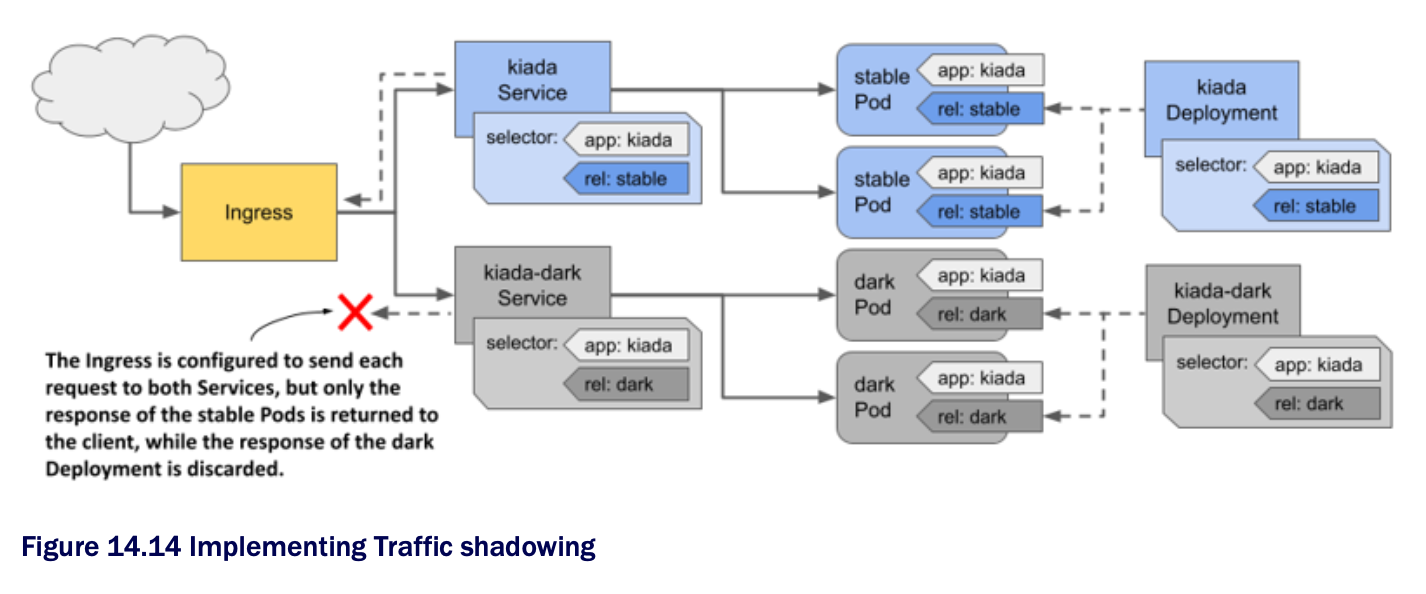 kiada
Service
selector:
app: kiada
rel: stable
stable
Pod
app: kiada
rel: stable
kiada
Deployment
selector:
app: kiada
rel: stable
stable
Pod
app: kiada
rel: stable
Ingress
kiada-dark
Service
selector:
app: kiada
rel: dark
dark
Pod
app: kiada
rel: dark
kiada-dark
Deployment
selector:
app: kiada
rel: dark
dark
Pod
app: kiada
rel: dark
The Ingress is configured to send each
request to both Services, but only the
response of the stable Pods is returned to
the client, while the response of the dark
Deployment is discarded.
Figure 14.14 Implementing Traffic shadowing